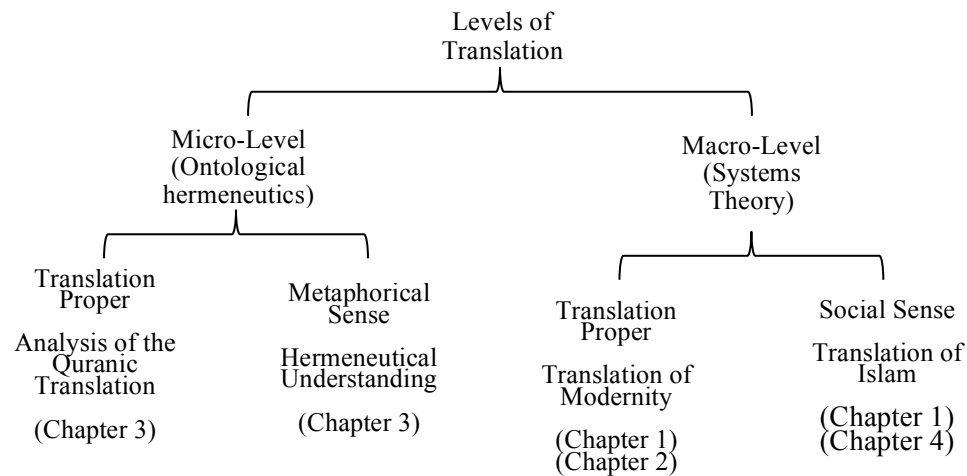 Levels of
Translation
Micro-Level
(Ontological
hermeneutics)
Macro-Level
(Systems
Theory)
Translation
Proper
Analysis of the
Quranic
Translation
(Chapter 3)
Metaphorical
Sense
Hermeneutical
Understanding
(Chapter 3)
Translation
Proper
Translation of
Modernity
(Chapter 1)
(Chapter 2)
Social Sense
Translation of
Islam
(Chapter 1)
(Chapter 4)